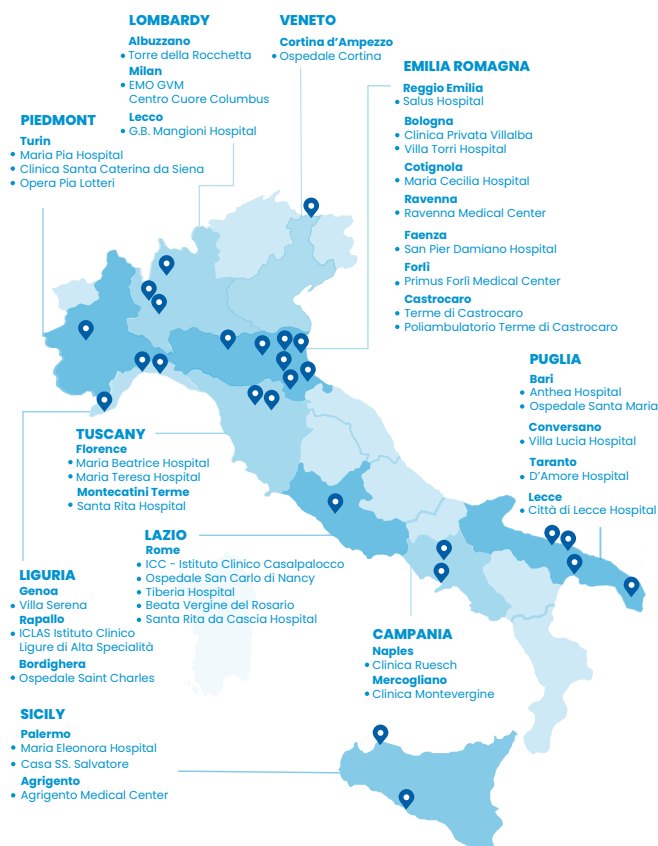 LOMBARDY
Albuzzano
• Torre della Rocchetta
Milan
• EMO GVM
Centro Cuore Columbus
Lecco
• G.B. Mangioni Hospital
VENETO
Cortina d’Ampezzo
• Ospedale Cortina
EMILIA ROMAGNA
Reggio Emilia
• Salus Hospital
Bologna
• Clinica Privata Villalba
• Villa Torri Hospital
Cotignola
• Maria Cecilia Hospital
Ravenna
• Ravenna Medical Center
Faenza
• San Pier Damiano Hospital
Forlì
• Primus Forlì Medical Center
Castrocaro
• Terme di Castrocaro
• Poliambulatorio Terme di Castrocaro
PIEDMONT
Turin
• Maria Pia Hospital
• Clinica Santa Caterina da Siena
• Opera Pia Lotteri
PUGLIA
Bari
• Anthea Hospital
• Ospedale Santa Maria
Conversano
• Villa Lucia Hospital
Taranto
• D’Amore Hospital
Lecce
• Città di Lecce Hospital
TUSCANY
Florence
• Maria Beatrice Hospital
• Maria Teresa Hospital
Montecatini Terme
• Santa Rita Hospital
LAZIO
Rome
• ICC - Istituto Clinico Casalpalocco
• Ospedale San Carlo di Nancy
• Tiberia Hospital
• Beata Vergine del Rosario
• Santa Rita da Cascia Hospital
LIGURIA
Genoa
• Villa Serena
Rapallo
• ICLAS Istituto Clinico
Ligure di Alta Specialità
Bordighera
• Ospedale Saint Charles
CAMPANIA
Naples
• Clinica Ruesch
Mercogliano
• Clinica Montevergine
SICILY
Palermo
• Maria Eleonora Hospital
• Casa SS. Salvatore
Agrigento
• Agrigento Medical Center